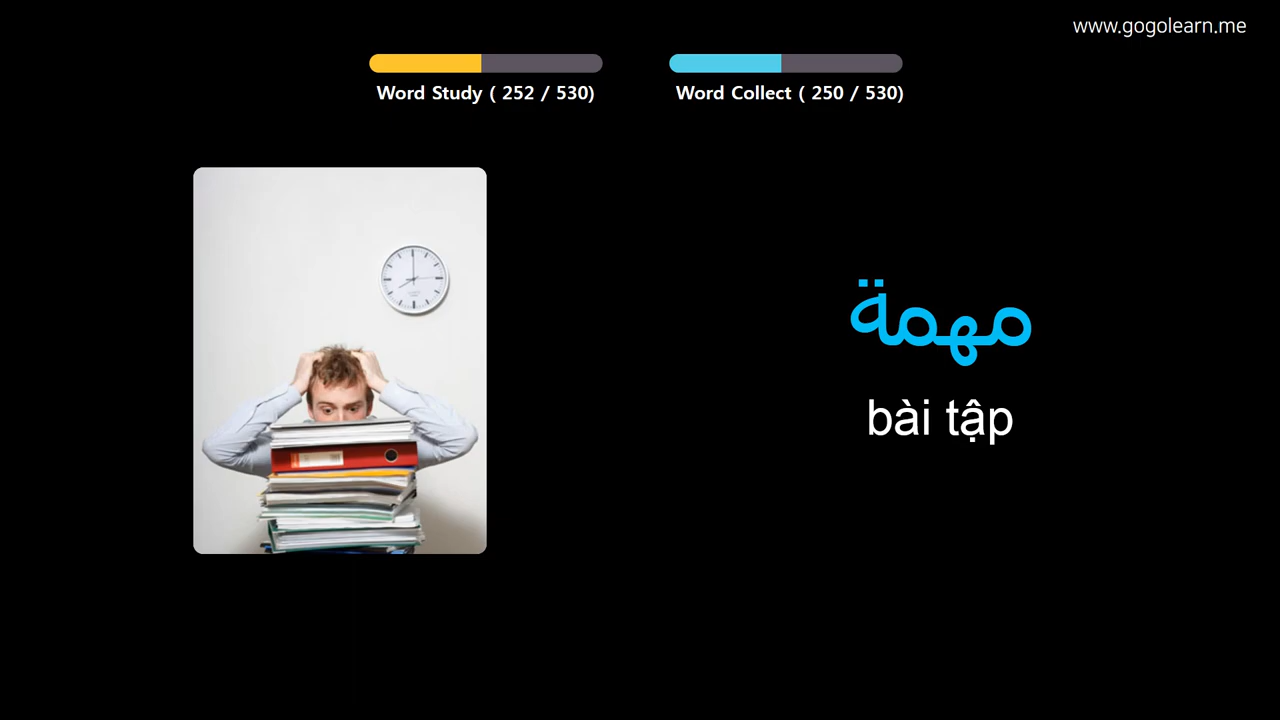 www.gogolearn.me
Word Study ( 252 / 530)
Word Collect ( 250 / 530)
مهمة
bài tập